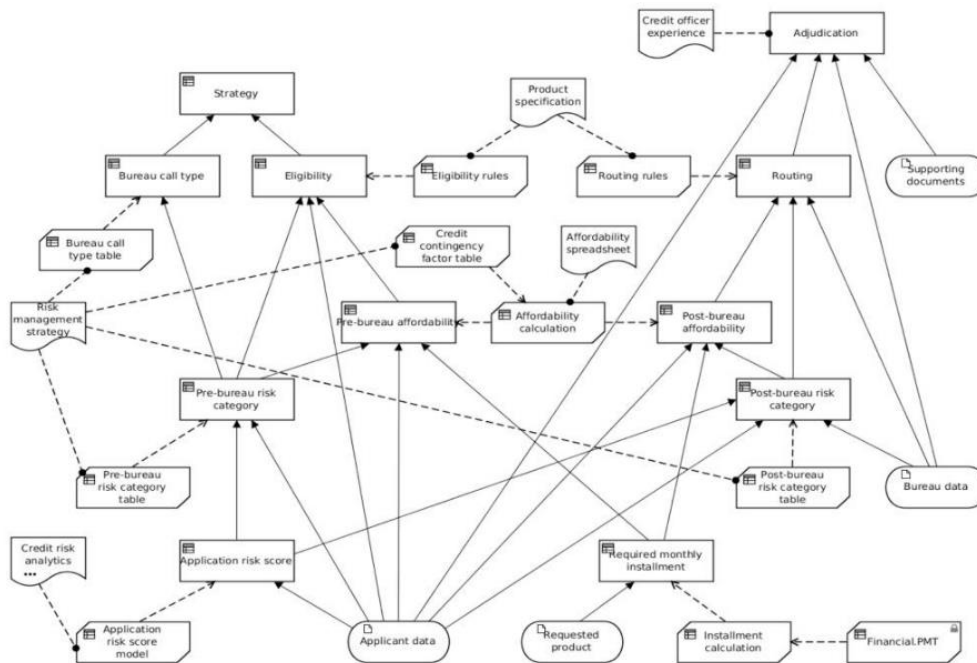 Credit officer
experience
Adjudication
Strategy
Product
specification
Bureau call type
Eligibility
Eligibility rules
Routing rules
Routing
Supporting
documents
Bureau call
type table
Credit
contingency
factor table
Affordability
spreadsheet
Risk
management
strategy
Pre-bureau affordability
Affordability calculation
Post-bureau
affordability
Pre-bureau risk
category
Post-bureau risk
category
Pre-bureau
risk category
table
Post-bureau
risk category
table
Bureau data
Credit risk
analytics
...
Application risk score
Required monthly
installment
Application
risk score
model
Applicant data
Requested
product
Installment
calculation
Financial.PMT